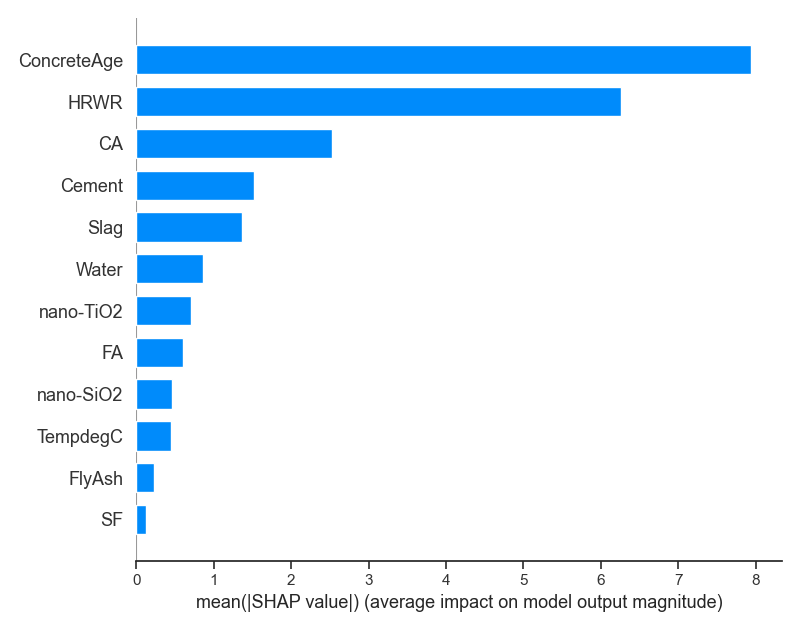 ConcreteAge
HRWR
CA
Cement
Slag
Water
nano-TiO2
FA
nano-SiO2
TempdegC
FlyAsh
SF
0 1 2 3 4 5 6 7 8
mean(|SHAP value|) (average impact on model output magnitude)